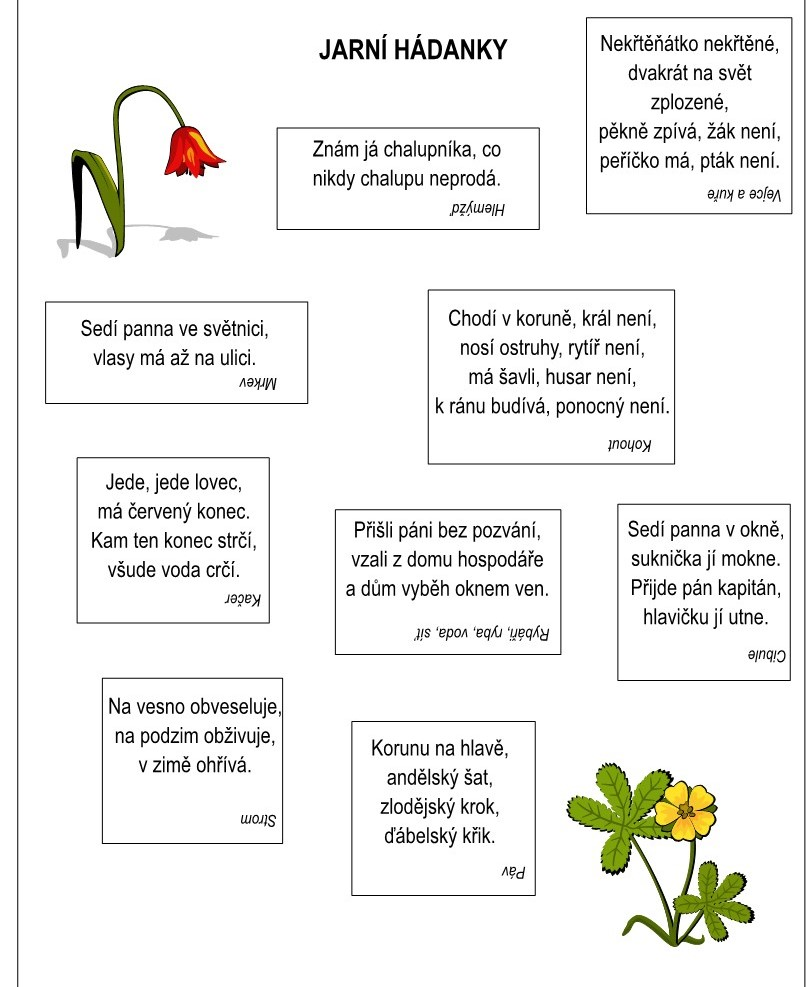 JARNÍ HÁDANKY
Nekřtěňátko nekřtěné,
dvakrát na svět
zplozené,
pěkně zpívá, žák není,
peříčko má, pták není.
Vejce a kuře
Znám já chalupníka, co
nikdy chalupu neprodá.
Hlemýžď
Sedí panna ve světnici,
vlasy má až na ulici.
Mrkev
Chodí v koruně, král není,
nosí ostruhy, rytíř není,
má šavli, husar není,
k ránu budívá, ponocný není.
Kohout
Jede, jede lovec,
má červený konec.
Kam ten konec strčí,
všude voda crčí.
Kačer
Přišli páni bez pozvání,
vzali z domu hospodáře
a dům vyběh oknem ven.
Rybáři, ryba, voda, síť
Sedí panna v okně,
suknička jí mokne.
Přijde pán kapitán,
hlavičku jí utne.
Cibule
Na vesno obveseluje,
na podzim obživuje,
v zimě ohřívá.
Strom
Korunu na hlavě,
andělský šat,
zlodějský krok,
ďábelský křik.
Páv